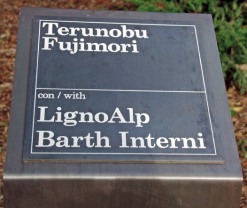 Terunobu
Fujimori
con / with
LignoAlp
Barth Interni